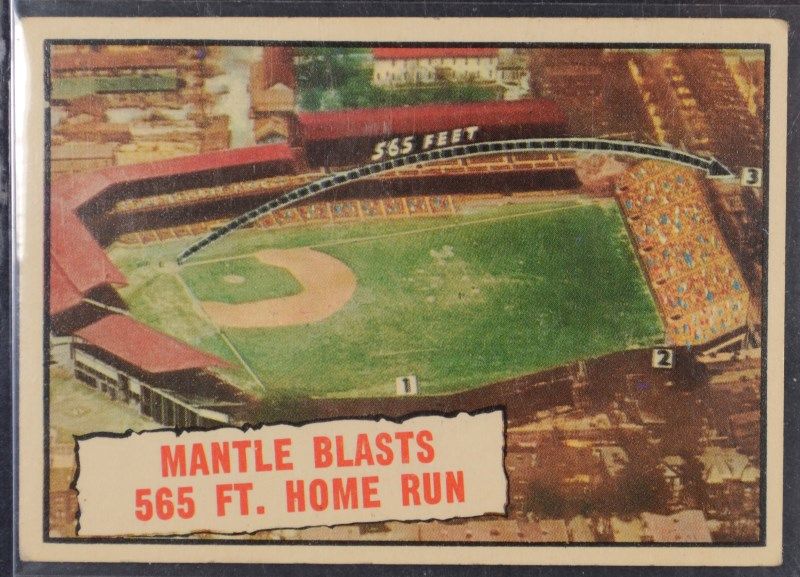 565 FEET
3
2
1
MANTLE BLASTS
565 FT. HOME RUN